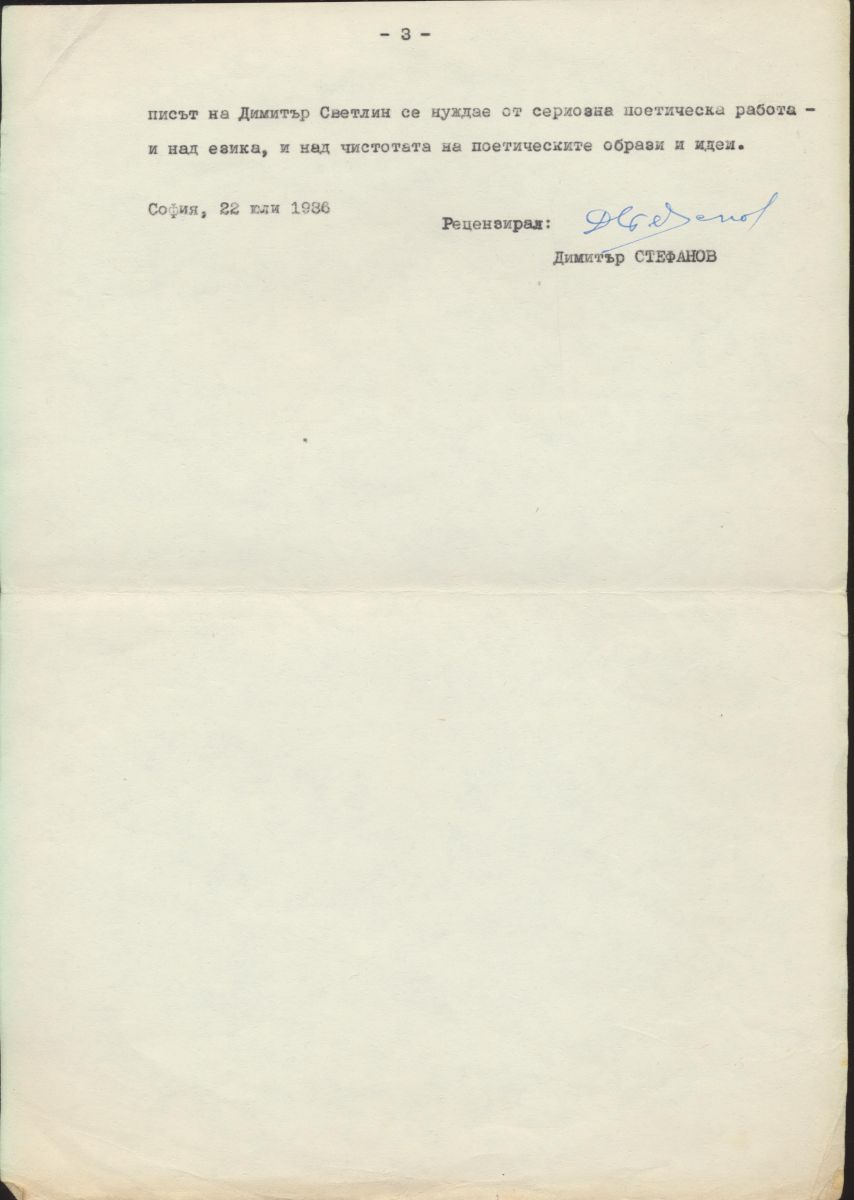 - 3 -
писът на Димитър Светлин се нуждае от сериозна поетическа работа -
и над езика, и над чистотата на поетическите образи и идеи.
София, 22 юли 1986
Рецензирал:
Димитър СТЕФАНОВ